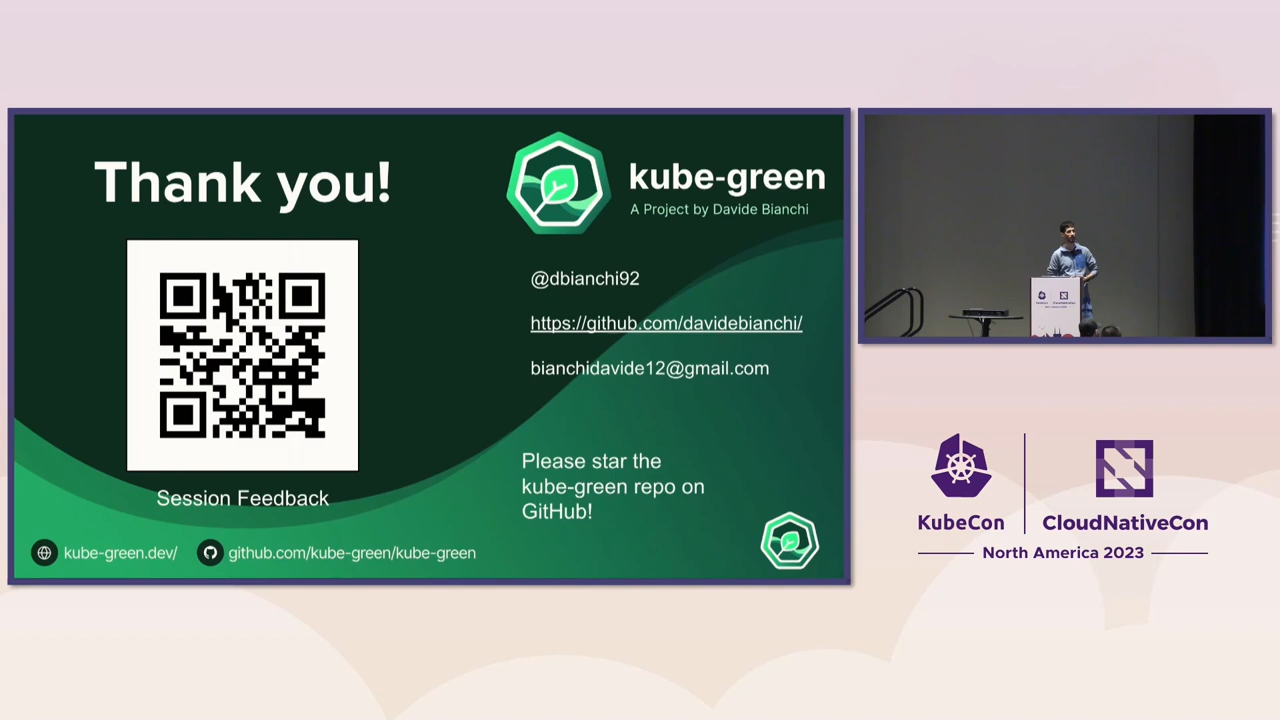 Thank you!
kube-green
A Project by Davide Bianchi
@dbianchi92
https://github.com/davidebianchi/
bianchidavide12@gmail.com
Please star the
kube-green repo on
GitHub!
Session Feedback
kube-green.dev/
github.com/kube-green/kube-green
KubeCon
CloudNativeCon
North America 2023